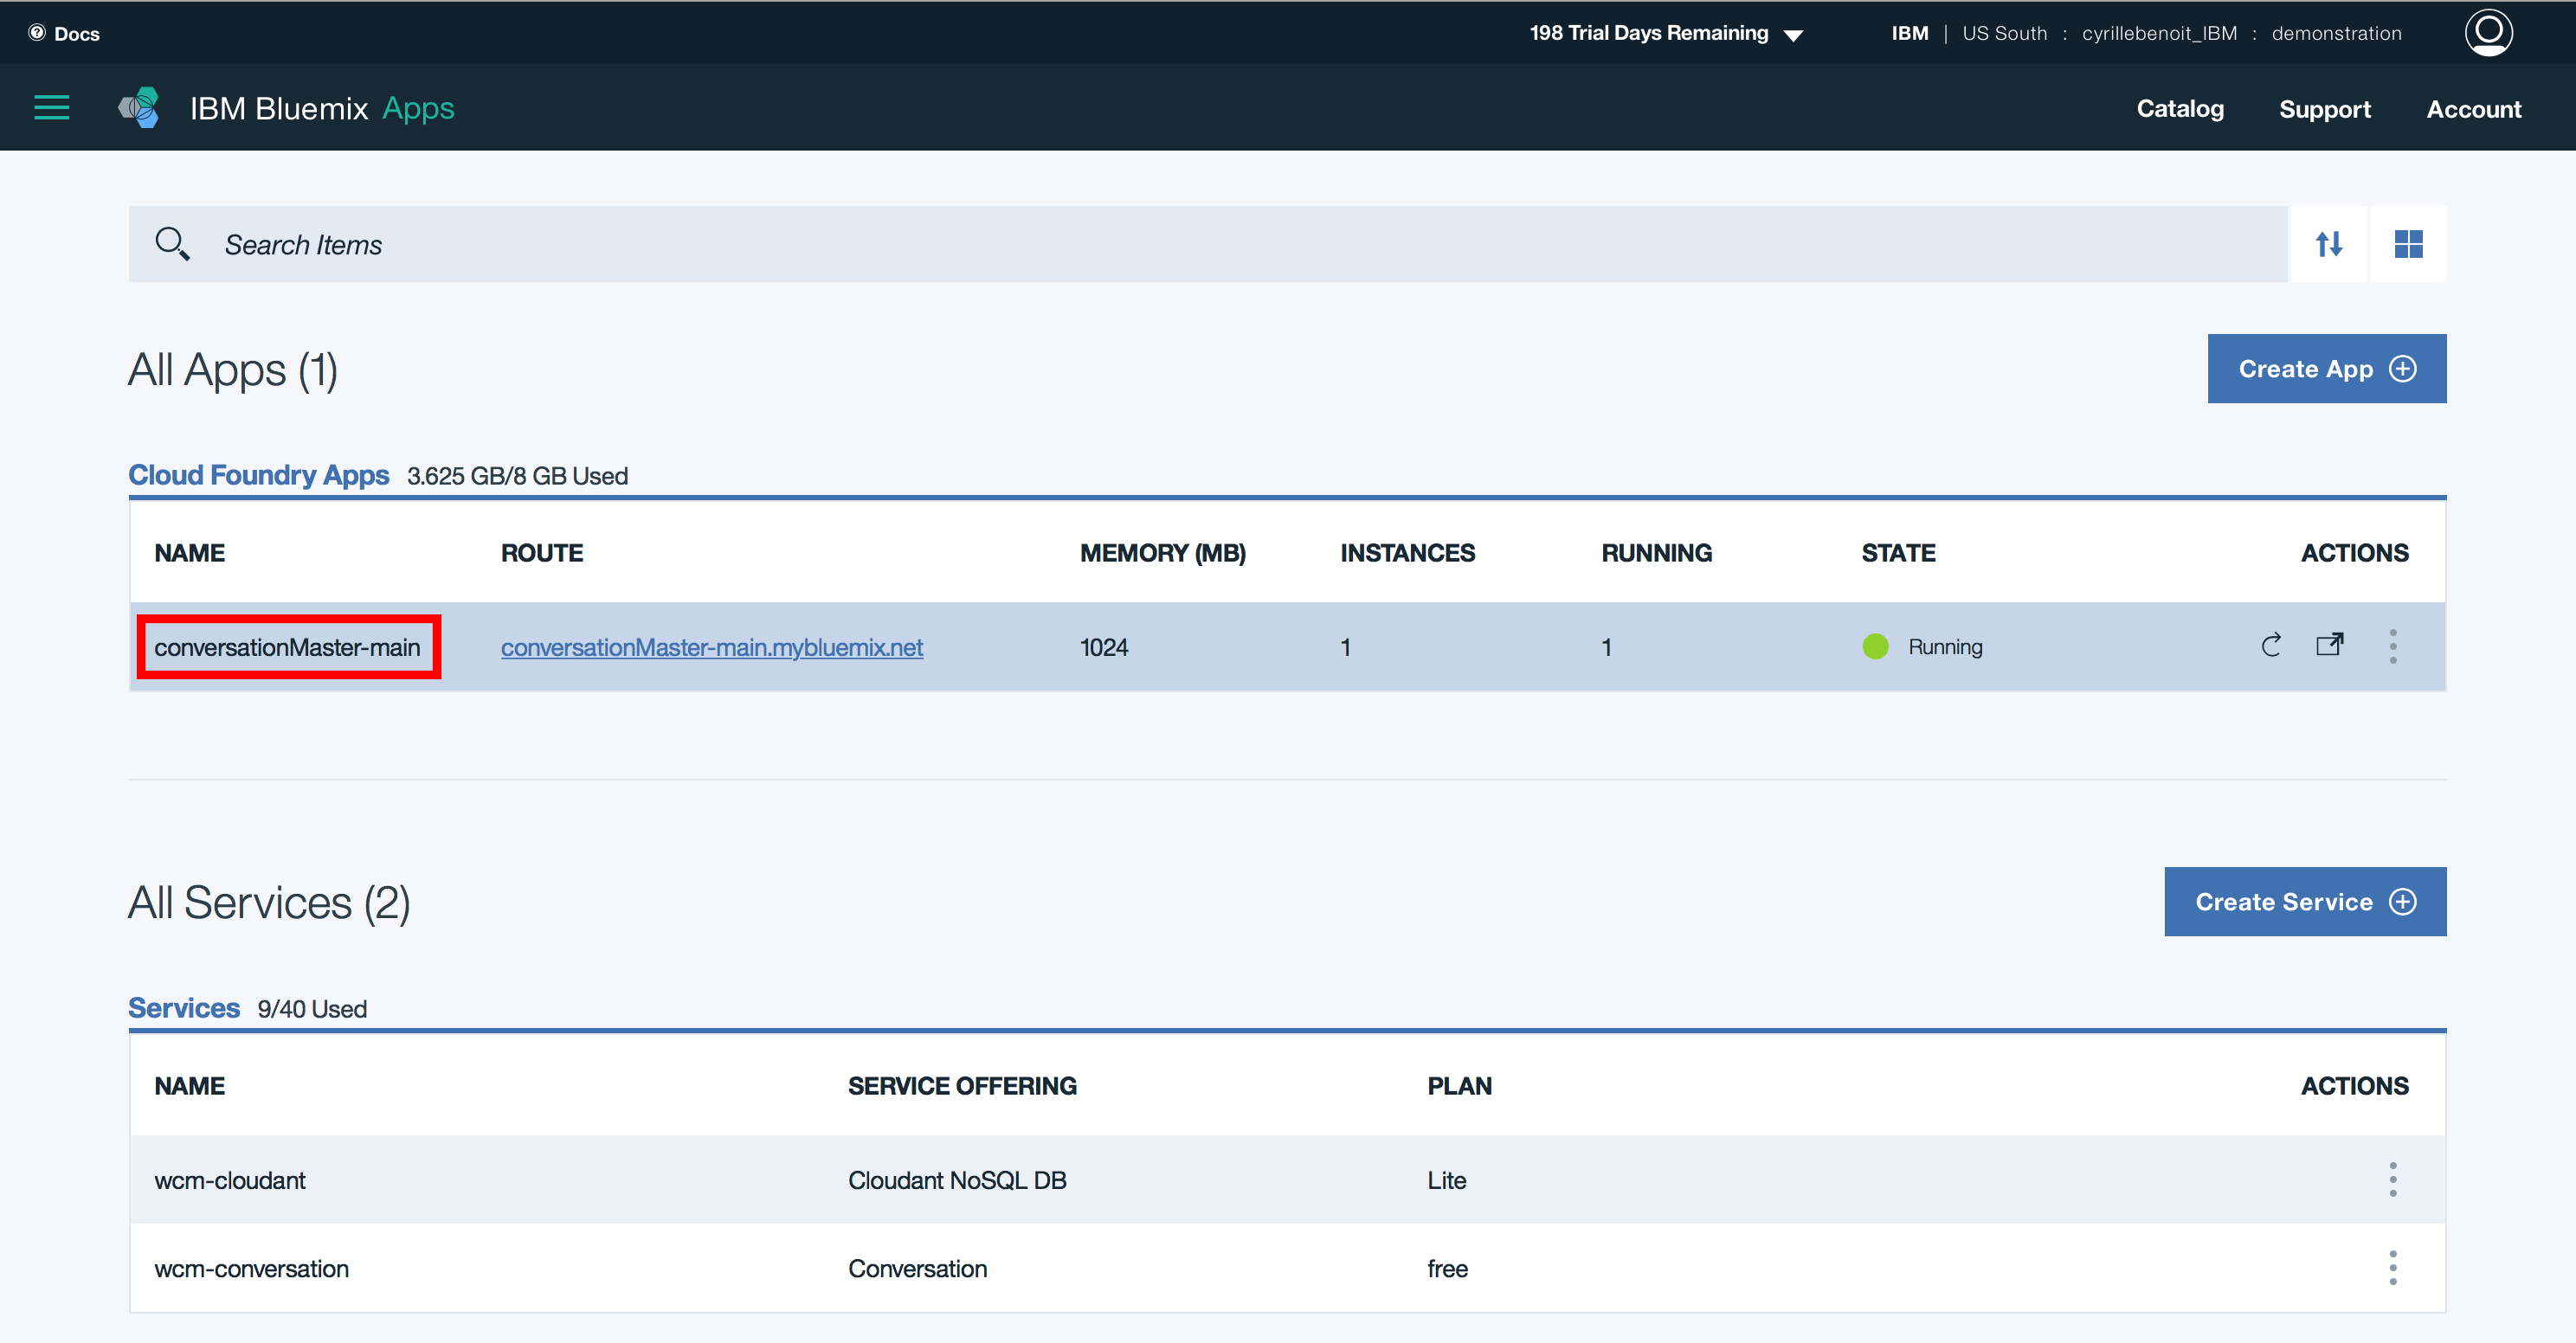 Docs 198 Trial Days Remaining IBM | US South : cyrillebenoit_IBM : demonstration
IBM Bluemix Apps Catalog Support Account
Search Items
All Apps (1) Create App
Cloud Foundry Apps 3.625 GB/8 GB Used
NAME ROUTE MEMORY (MB) INSTANCES RUNNING STATE ACTIONS
conversationMaster-main conversationMaster-main.mybluemix.net 1024 1 1 Running
All Services (2) Create Service
Services 9/40 Used
NAME SERVICE OFFERING PLAN ACTIONS
wcm-cloudant Cloudant NoSQL DB Lite
wcm-conversation Conversation free